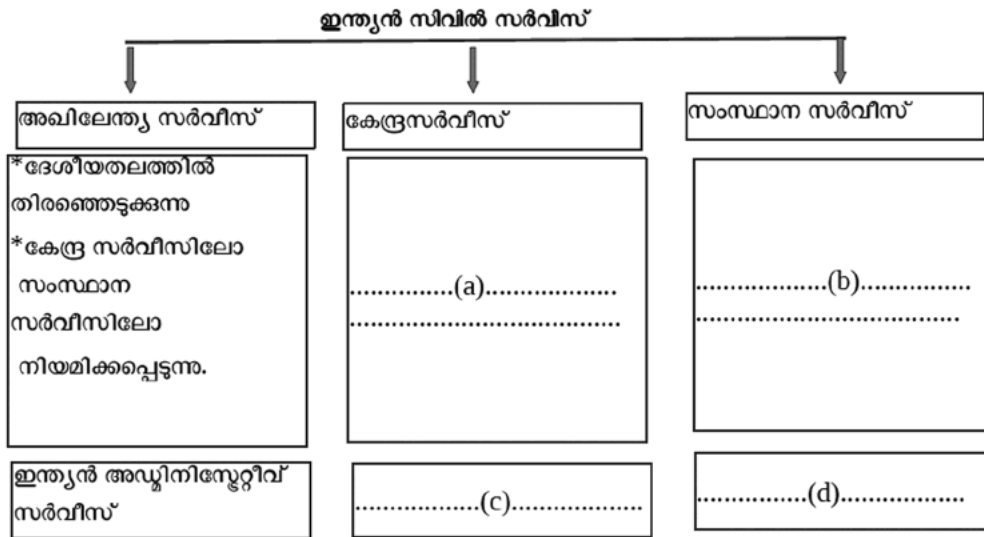 ഇന്ത്യൻ സിവിൽ സർവീസ്
അഖിലേന്ത്യ സർവീസ്
*ദേശീയതലത്തിൽ
തിരഞ്ഞെടുക്കുന്നു
*കേന്ദ്ര സർവീസിലോ
സംസ്ഥാന
സർവീസിലോ
നിയമിക്കപ്പെടുന്നു.
ഇന്ത്യൻ അഡ്മിനിസ്ട്രേറ്റീവ്
സർവീസ്
കേന്ദ്രസർവീസ്
...............(a)...................
.......................................
.....................(c)......................
സംസ്ഥാന സർവീസ്
...................(b)................
......................................
................(d)..................